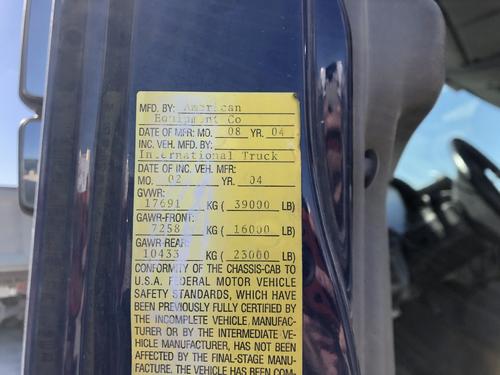 MFD. BY: American
Equipment Co
DATE OF MFR: MO. 08 YR. 04
INC. VEH. MFD. BY:
International Truck
DATE OF INC. VEH. MFR:
MO. 02 YR. 04
GVWR:
17691 KG ( 39000 LB)
GAWR-FRONT:
7258 KG ( 16000 LB)
GAWR-REAR:
10433 KG ( 23000 LB)
CONFORMITY OF THE CHASSIS-CAB TO
U.S.A. FEDERAL MOTOR VEHICLE
SAFETY STANDARDS, WHICH HAVE
BEEN PREVIOUSLY FULLY CERTIFIED BY
THE INCOMPLETE VEHICLE, MANUFAC-
TURER OR BY THE INTERMEDIATE
VEHICLE MANUFACTURER, HAS NOT BEEN
AFFECTED BY THE FINAL-STAGE MANU-
FACTURE. THE VEHICLE HAS BEEN COM-